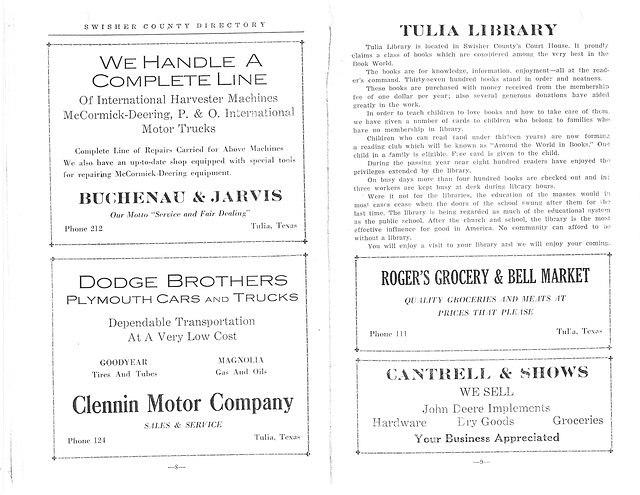 SWISHER COUNTY DIRECTORY
WE HANDLE A
COMPLETE LINE
Of International Harvester Machines
McCormick-Deering, P. & O. International
Motor Trucks
Complete Line of Repairs Carried for Above Machines
We also have an up-to-date shop equipped with special tools
for repairing McCormick-Deering equipment.
BUCHENAU & JARVIS
Our Motto "Service and Fair Dealing"
Phone 212 Tulia, Texas
DODGE BROTHERS
PLYMOUTH CARS AND TRUCKS
Dependable Transportation
At A Very Low Cost
GOODYEAR MAGNOLIA
Tires And Tubes Gas And Oils
Clennin Motor Company
SALES & SERVICE
Phone 124 Tulia, Texas
—8—
TULIA LIBRARY
Tulia Library is located in Swisher County's Court House. It proudly
claims a class of books which are considered among the very best in the
Book World.
The books are for knowledge, information, enjoyment—all at the read-
er's command. Thirty-seven hundred books stand in order and neatness.
These books are purchased with money received from the membership
fee of one dollar per year; also several generous donations have aided
greatly in the work.
In order to teach children to love books and how to take care of them,
we have given a number of cards to children who belong to families who
have no membership in library.
Children who can read (and under thirteen years) are now forming
a reading club which will be known as "Around the World in Books." One
child in a family is eligible. Free card is given to the child.
During the passing year near eight hundred readers have enjoyed the
privileges extended by the library.
On busy days more than four hundred books are checked out and in;
three workers are kept busy at desk during library hours.
Were it not for the libraries, the education of the masses would in
most cases cease when the doors of the school swung after them for the
last time. The library is being regarded as much of the educational system
as the public school. After the church and school, the library is the most
effective influence for good in America. No community can afford to be
without a library.
You will enjoy a visit to your library and we will enjoy your coming.
ROGER'S GROCERY & BELL MARKET
QUALITY GROCERIES AND MEATS AT
PRICES THAT PLEASE
Phone 111 Tulia, Texas
CANTRELL & SHOWS
WE SELL
John Deere Implements
Hardware Dry Goods Groceries
Your Business Appreciated
—9—